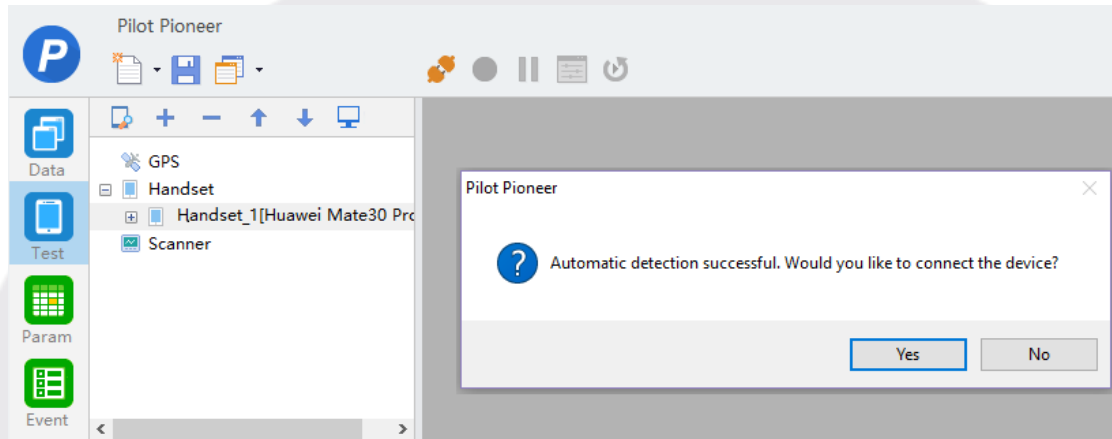 Pilot Pioneer
P
Data
GPS
Handset
Handset_1[Huawei Mate30 Pro
Scanner
Test
Param
Event
Pilot Pioneer
Automatic detection successful. Would you like to connect the device?
Yes
No